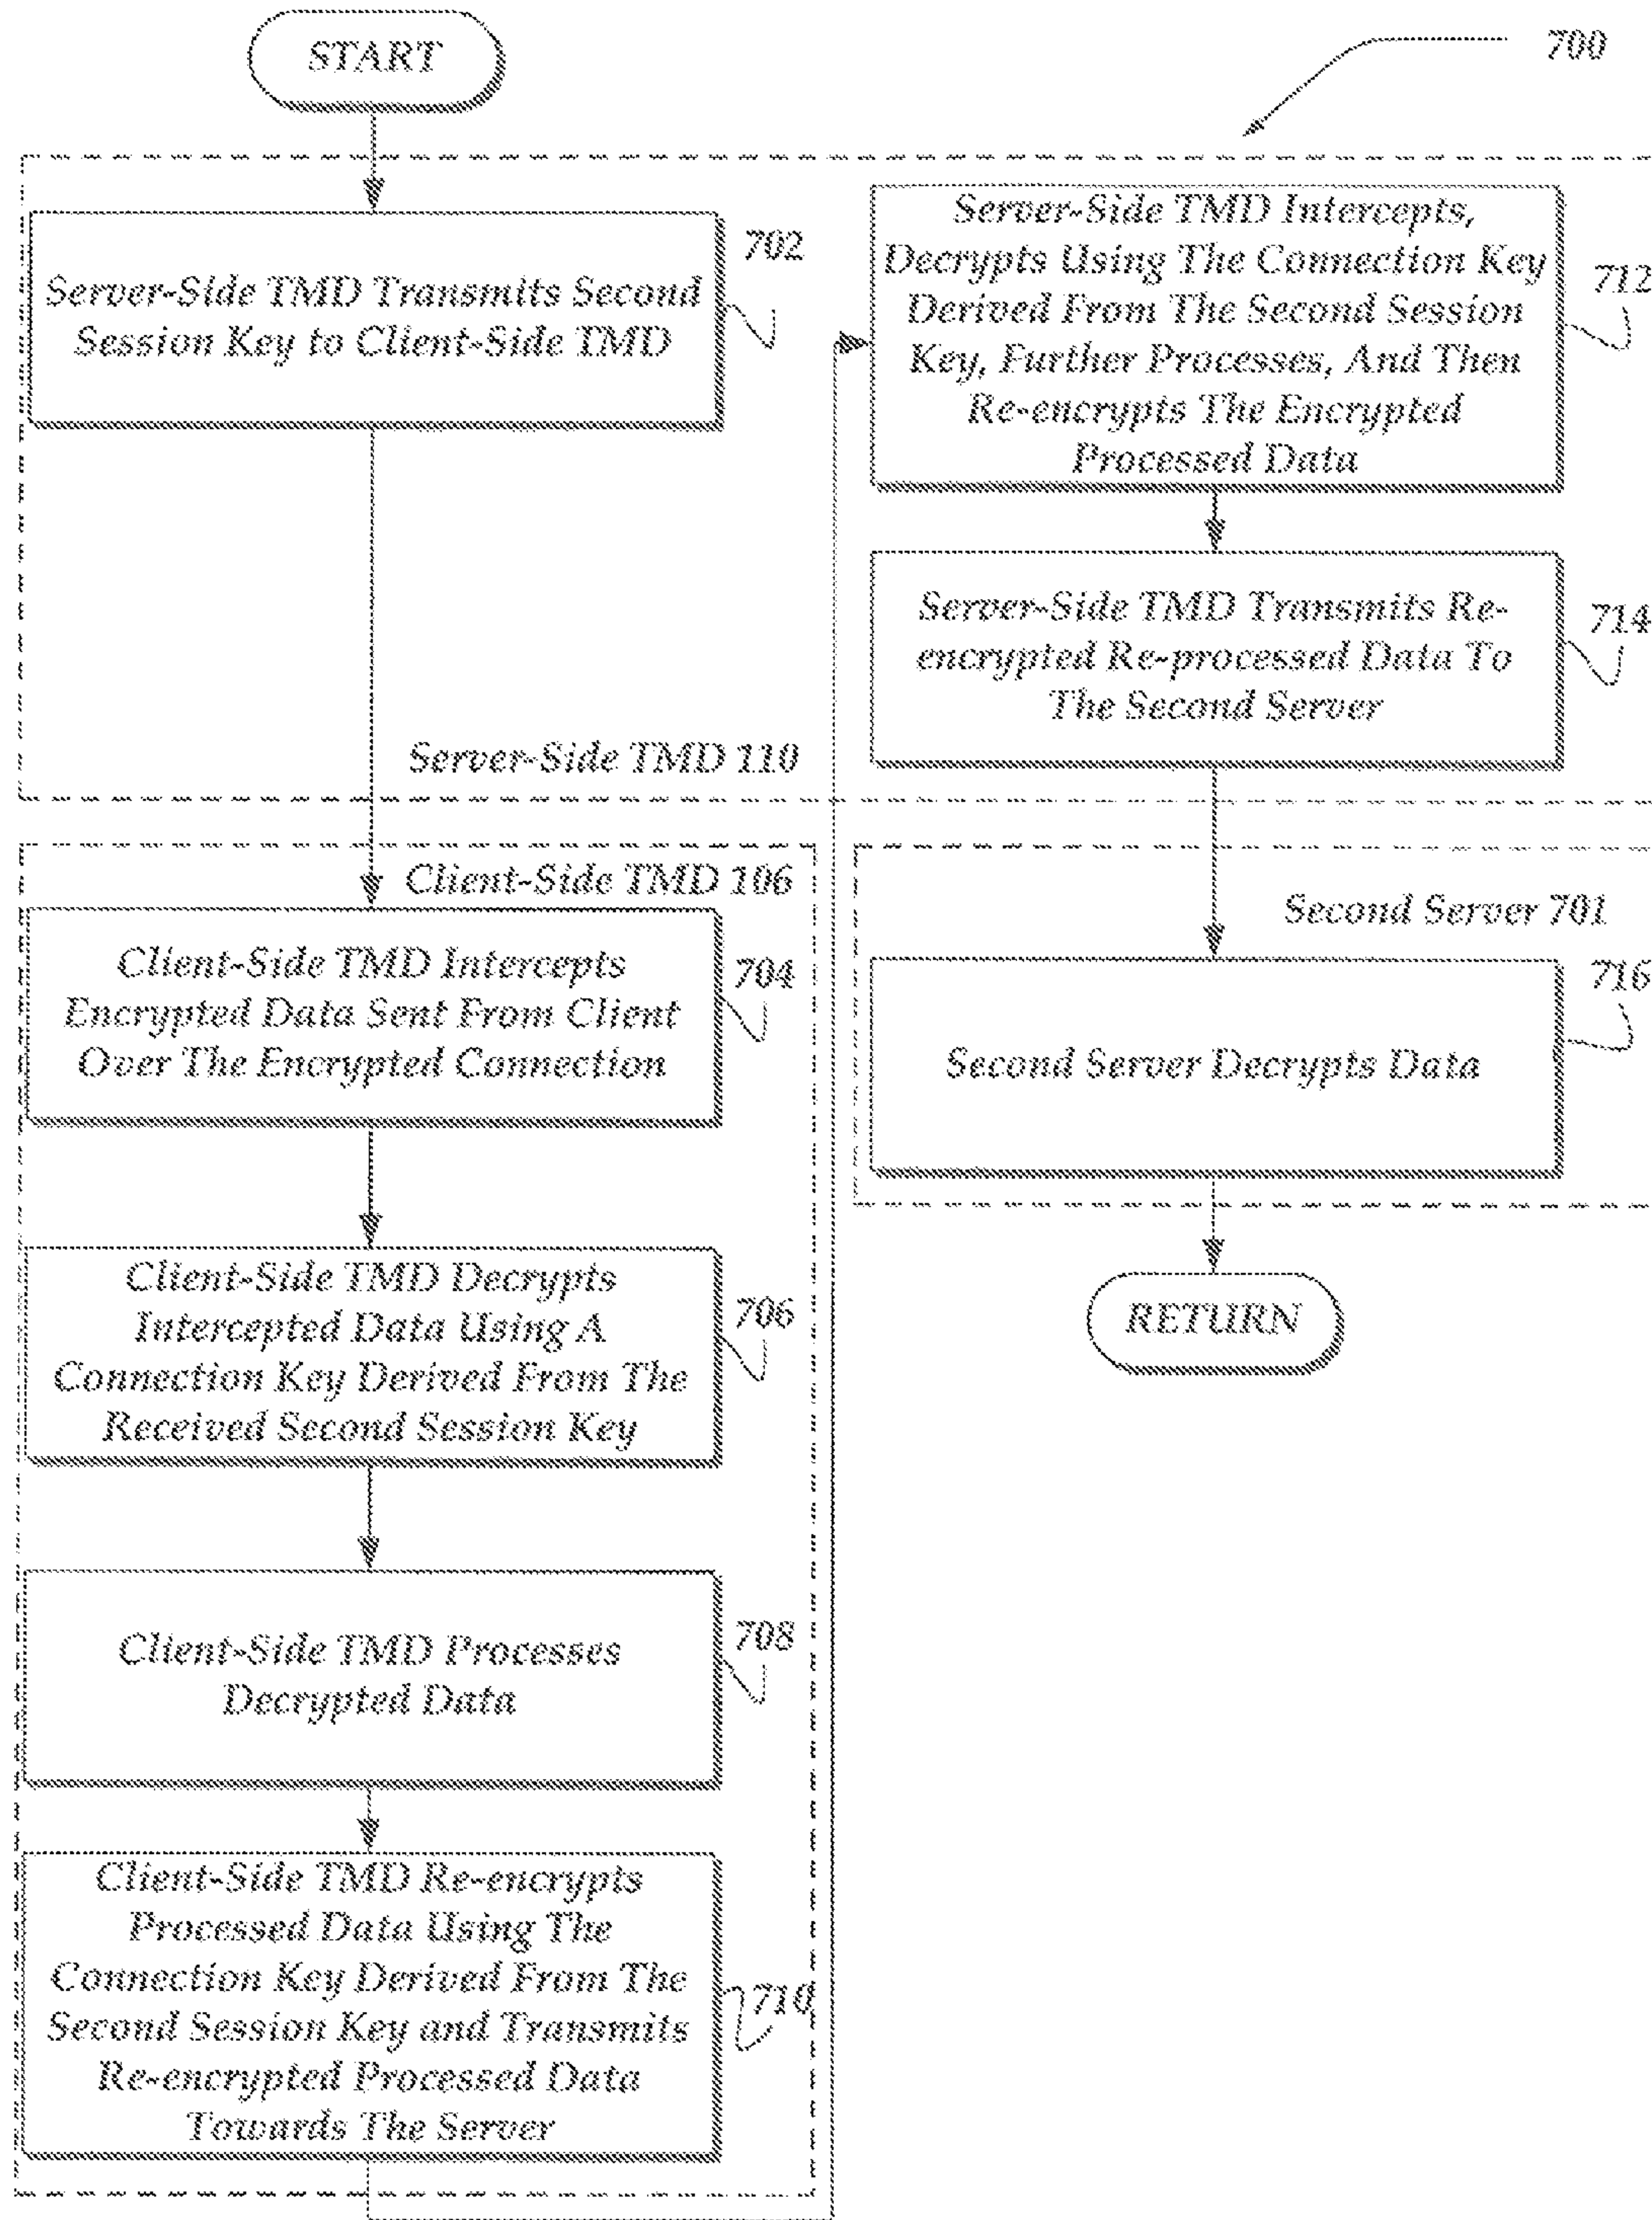 START
700
Server-Side TMD Transmits Second
Session Key to Client-Side TMD
702
Server-Side TMD 110
Client-Side TMD 106
Client-Side TMD Intercepts
Encrypted Data Sent From Client
Over The Encrypted Connection
704
Client-Side TMD Decrypts
Intercepted Data Using A
Connection Key Derived From The
Received Second Session Key
706
Client-Side TMD Processes
Decrypted Data
708
Client-Side TMD Re-encrypts
Processed Data Using The
Connection Key Derived From The
Second Session Key and Transmits
Re-encrypted Processed Data
Towards The Server
710
Server-Side TMD Intercepts,
Decrypts Using The Connection Key
Derived From The Second Session
Key, Further Processes, And Then
Re-encrypts The Encrypted
Processed Data
712
Server-Side TMD Transmits Re-
encrypted Re-processed Data To
The Second Server
714
Second Server 701
Second Server Decrypts Data
716
RETURN